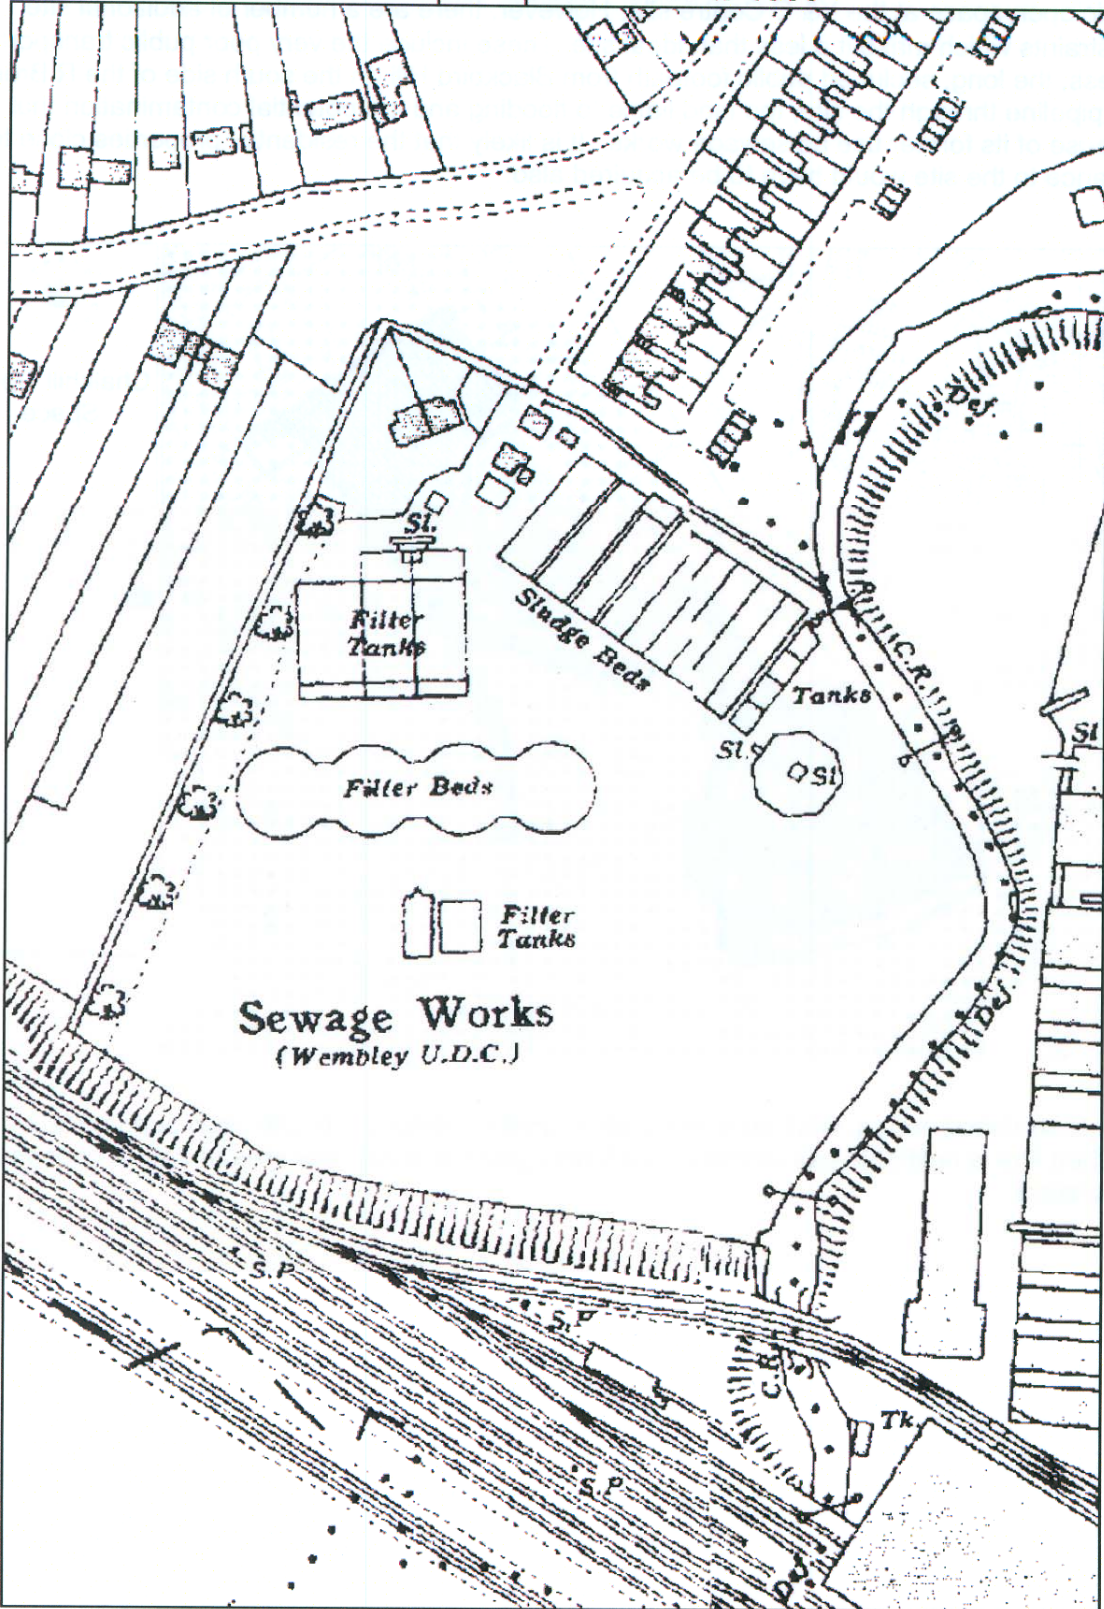 Def.
Sl.
Filter
Tanks
Sludge Beds
C.R.
Tanks
Sl.
Sl
Sl
Filter Beds
Filter
Tanks
Sewage Works
(Wembley U.D.C.)
Def.
S.P
S.P
C.R.
Def
Tk.
S.P
Def